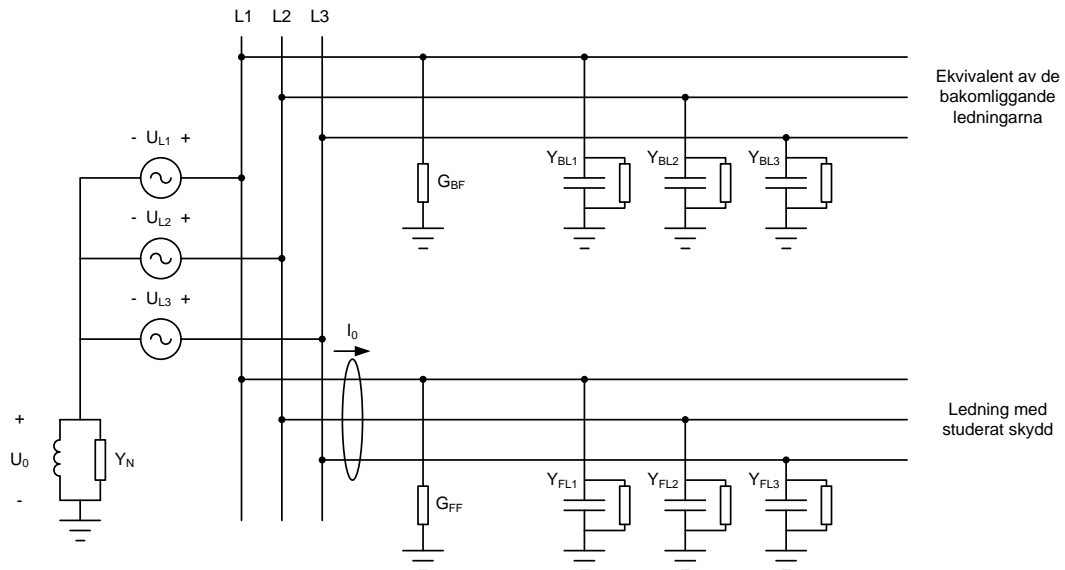 L1 L2 L3
Ekvivalent av de
bakomliggande
ledningarna
- UL1 +
YBL1 YBL2 YBL3
GBF
- UL2 +
- UL3 +
I0
+
U0
-
YN
Ledning med
studerat skydd
YFL1 YFL2 YFL3
GFF